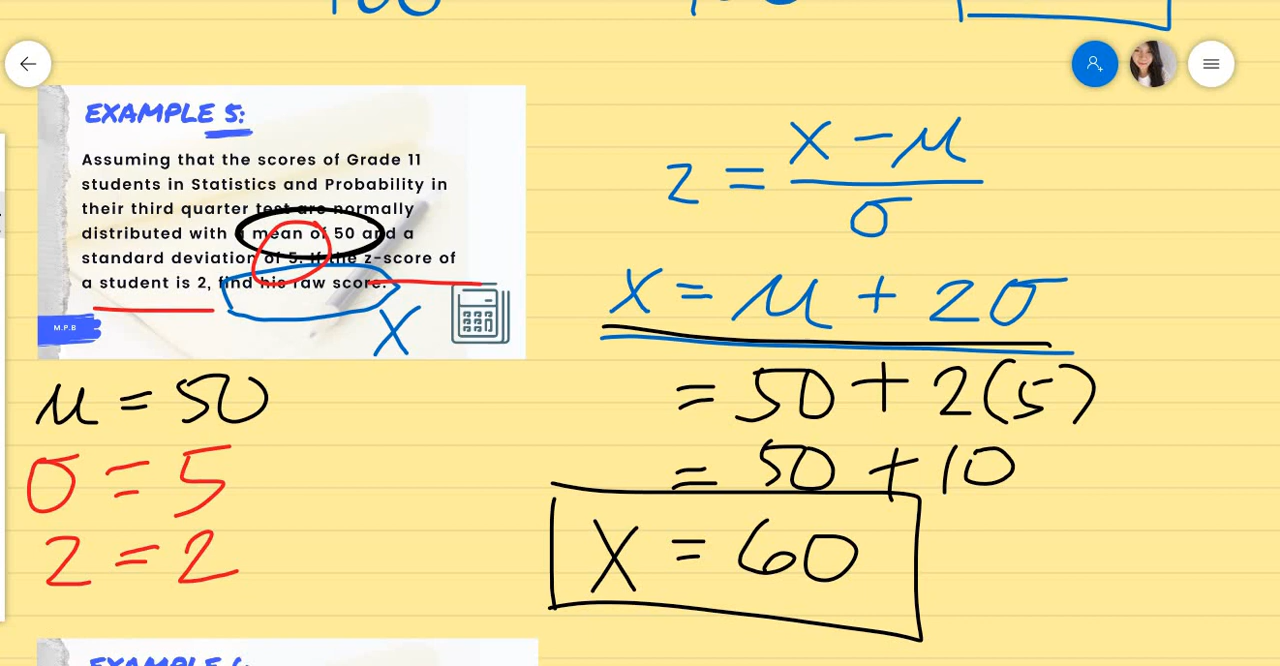 EXAMPLE 5:
Assuming that the scores of Grade 11
students in Statistics and Probability in
their third quarter test are normally
distributed with a mean of 50 and a
standard deviation of 5. If the z-score of
a student is 2, find his raw score.
X
M.P.B
μ = 50
σ = 5
z = 2
z = x - μ / σ
x = μ + zσ
= 50 + 2(5)
= 50 + 10
X = 60